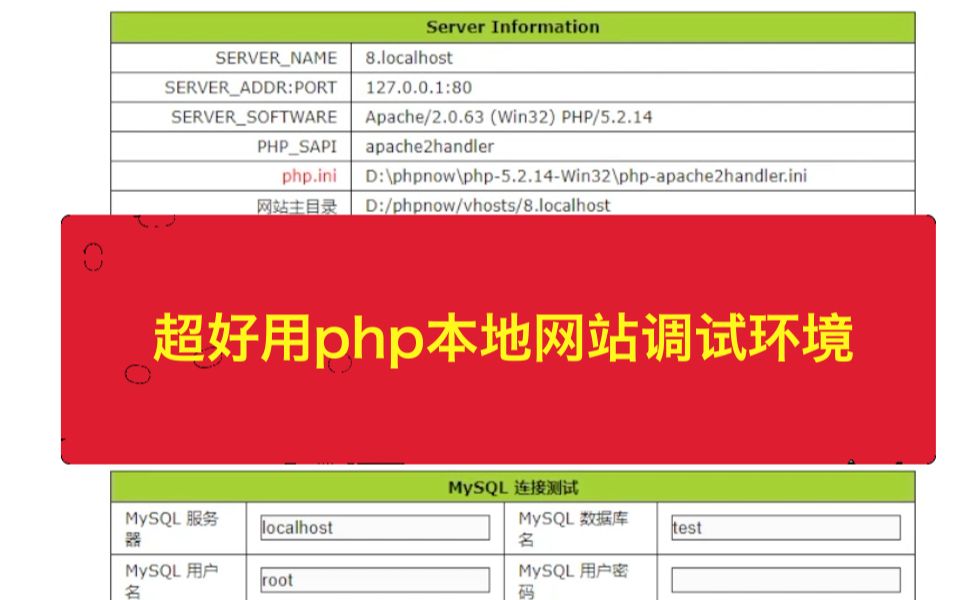 Server Information
SERVER_NAME 8.localhost
SERVER_ADDR:PORT 127.0.0.1:80
SERVER_SOFTWARE Apache/2.0.63 (Win32) PHP/5.2.14
PHP_SAPI apache2handler
php.ini D:\phpnow\php-5.2.14-Win32\php-apache2handler.ini
网站主目录 D:/phpnow/vhosts/8.localhost
超好用php本地网站调试环境
MySQL 连接测试
MySQL 服务器 localhost MySQL 数据库名 test
MySQL 用户名 root MySQL 用户密码